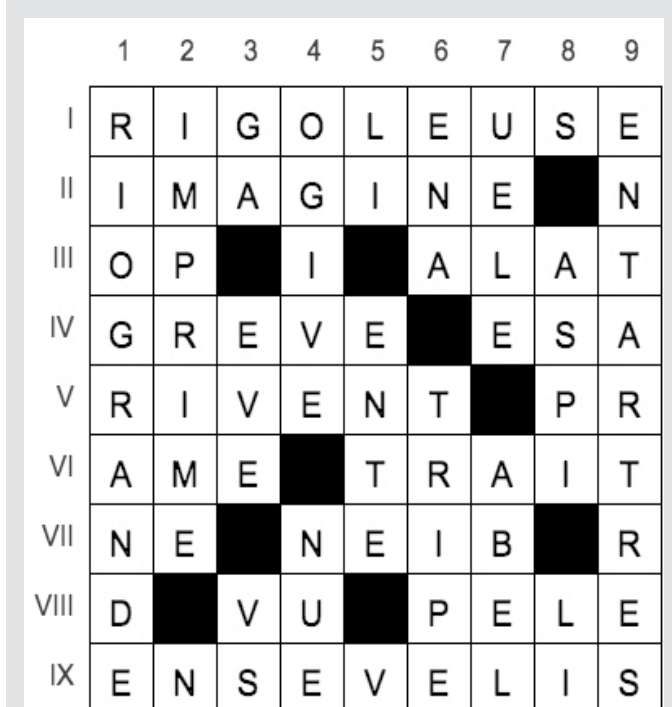 1 2 3 4 5 6 7 8 9
I R I G O L E U S E
II I M A G I N E N
III O P I A L A T
IV G R E V E E S A
V R I V E N T P R
VI A M E T R A I T
VII N E N E I B R
VIII D V U P E L E
IX E N S E V E L I S